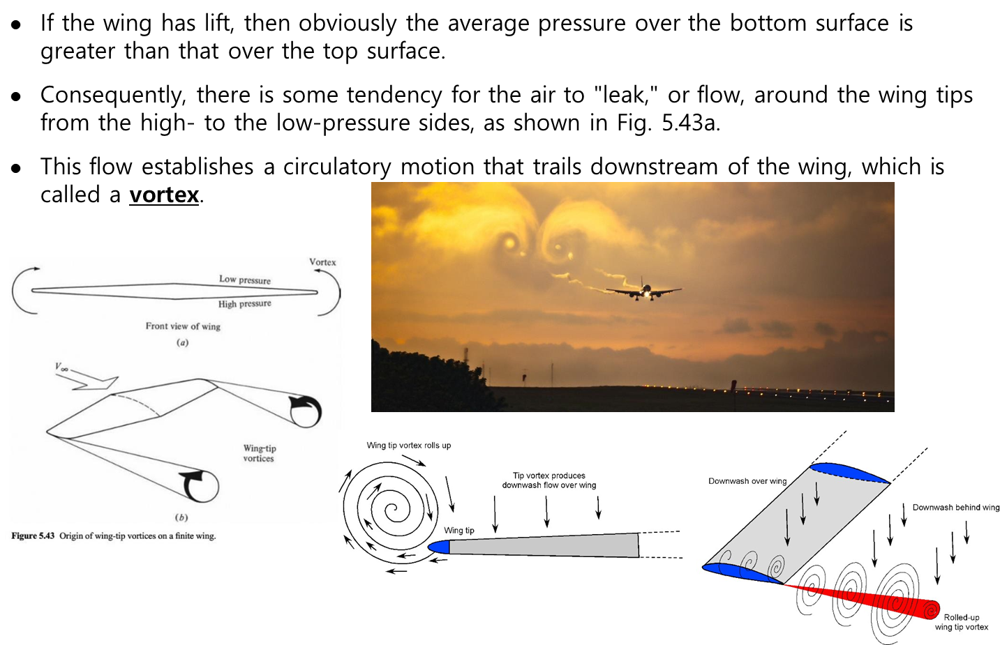 ● If the wing has lift, then obviously the average pressure over the bottom surface is
greater than that over the top surface.
● Consequently, there is some tendency for the air to "leak," or flow, around the wing tips
from the high- to the low-pressure sides, as shown in Fig. 5.43a.
● This flow establishes a circulatory motion that trails downstream of the wing, which is
called a vortex.
Vortex
Low pressure
High pressure
Front view of wing
(a)
V∞
Wing-tip
vortices
(b)
Figure 5.43 Origin of wing-tip vortices on a finite wing.
Wing tip vortex rolls up
Tip vortex produces
downwash flow over wing
Wing tip
Downwash over wing
Downwash behind wing
Rolled-up
wing tip vortex